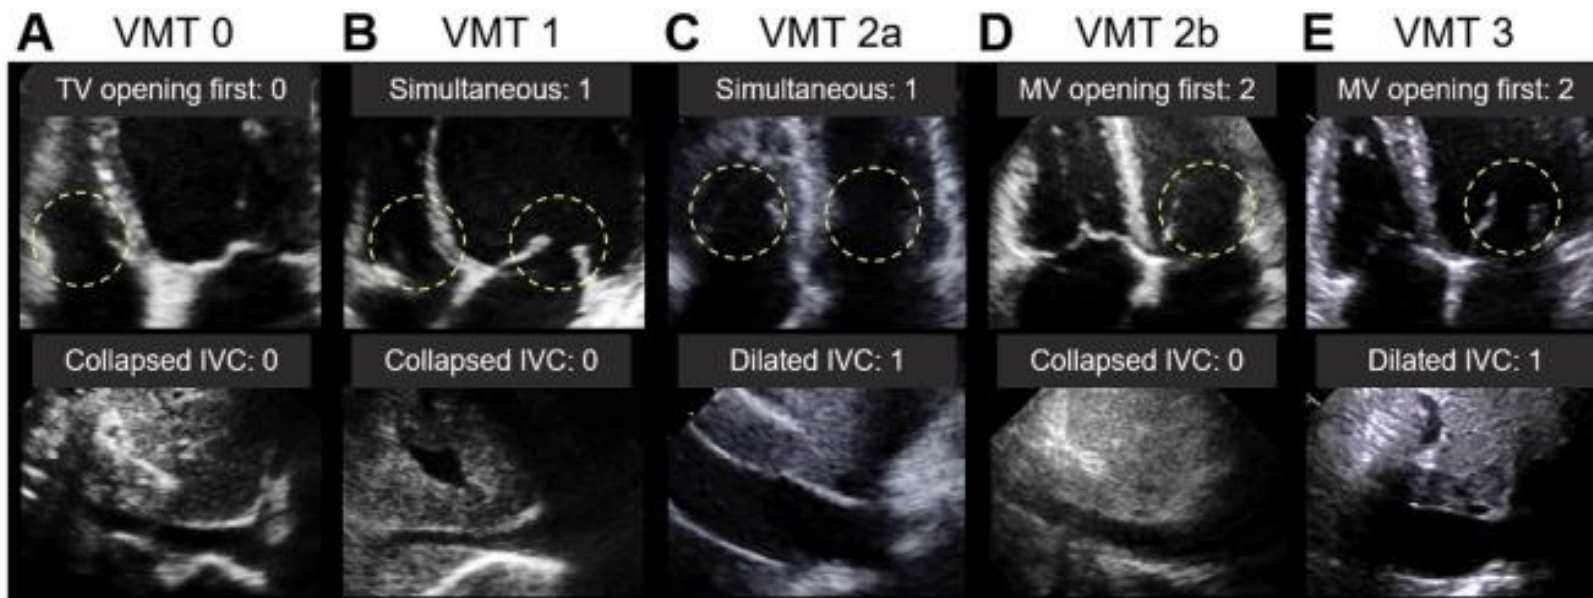 A VMT 0 B VMT 1 C VMT 2a D VMT 2b E VMT 3
TV opening first: 0 Simultaneous: 1 Simultaneous: 1 MV opening first: 2 MV opening first: 2
Collapsed IVC: 0 Collapsed IVC: 0 Dilated IVC: 1 Collapsed IVC: 0 Dilated IVC: 1